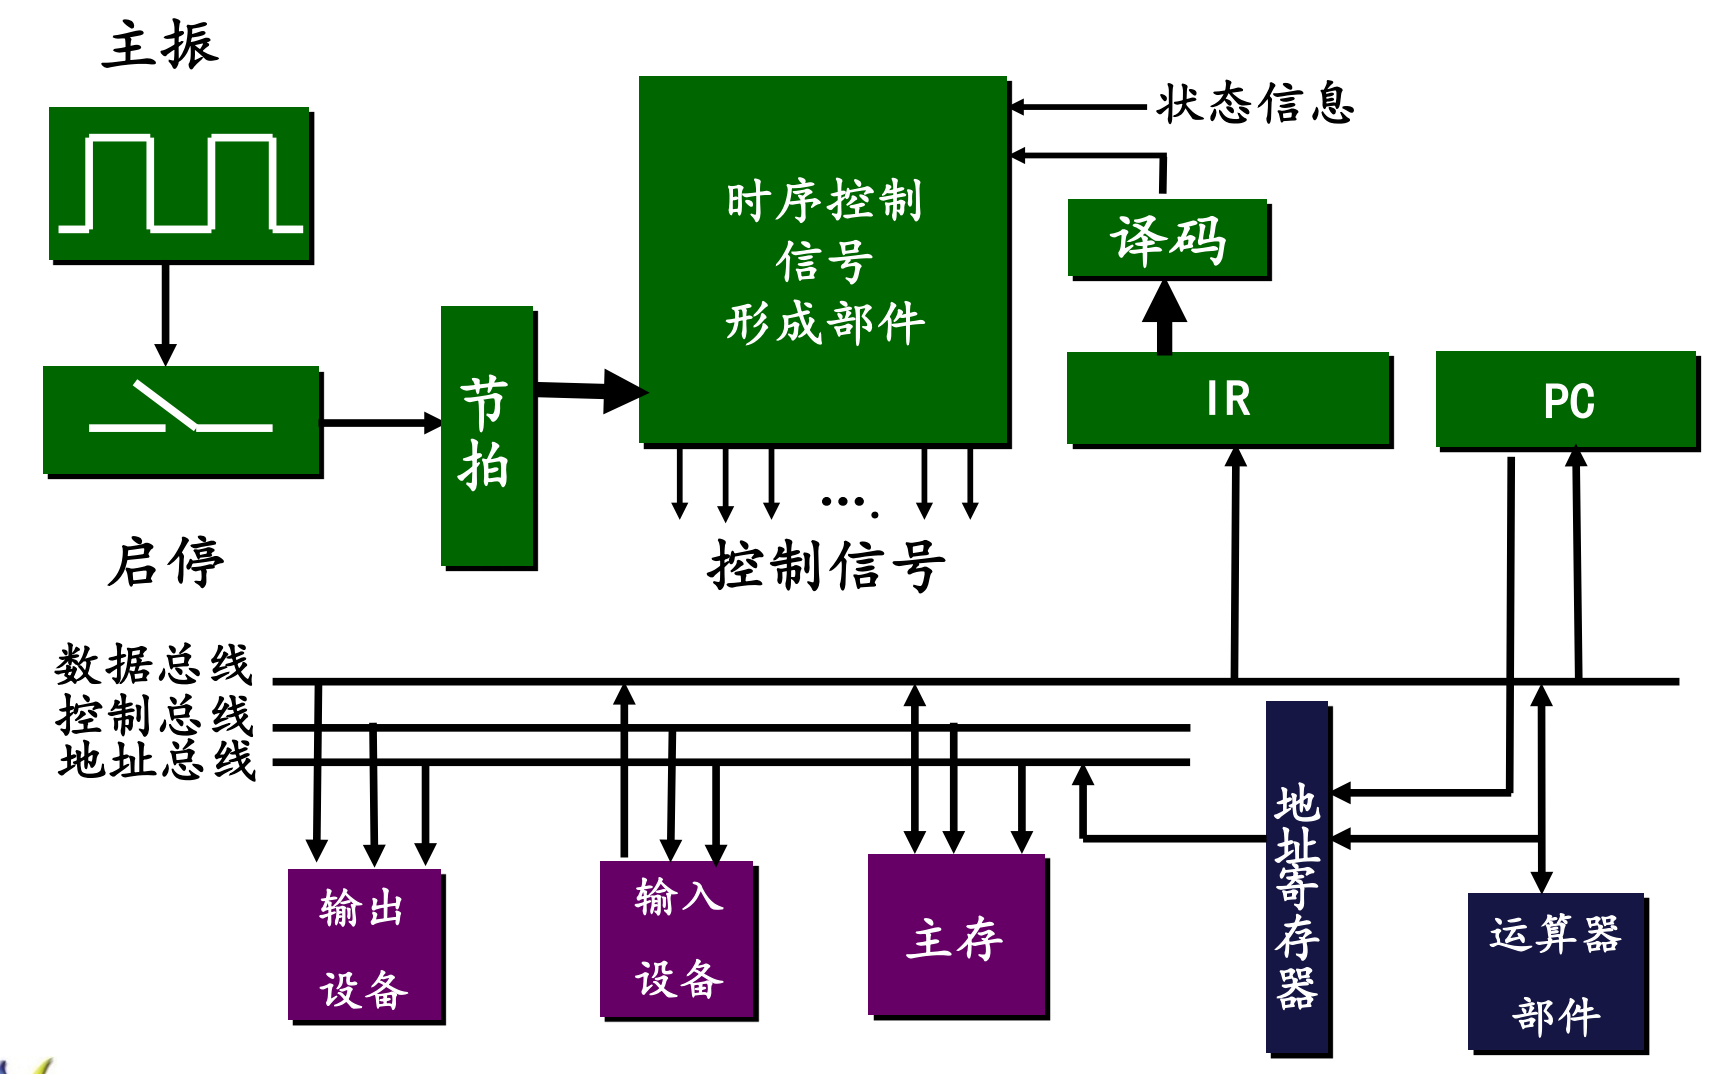 主振
状态信息
时序控制
信号
形成部件
译码
IR
PC
节
拍
….
控制信号
启停
数据总线
控制总线
地址总线
地
址
寄
存
器
输出
设备
输入
设备
主存
运算器
部件